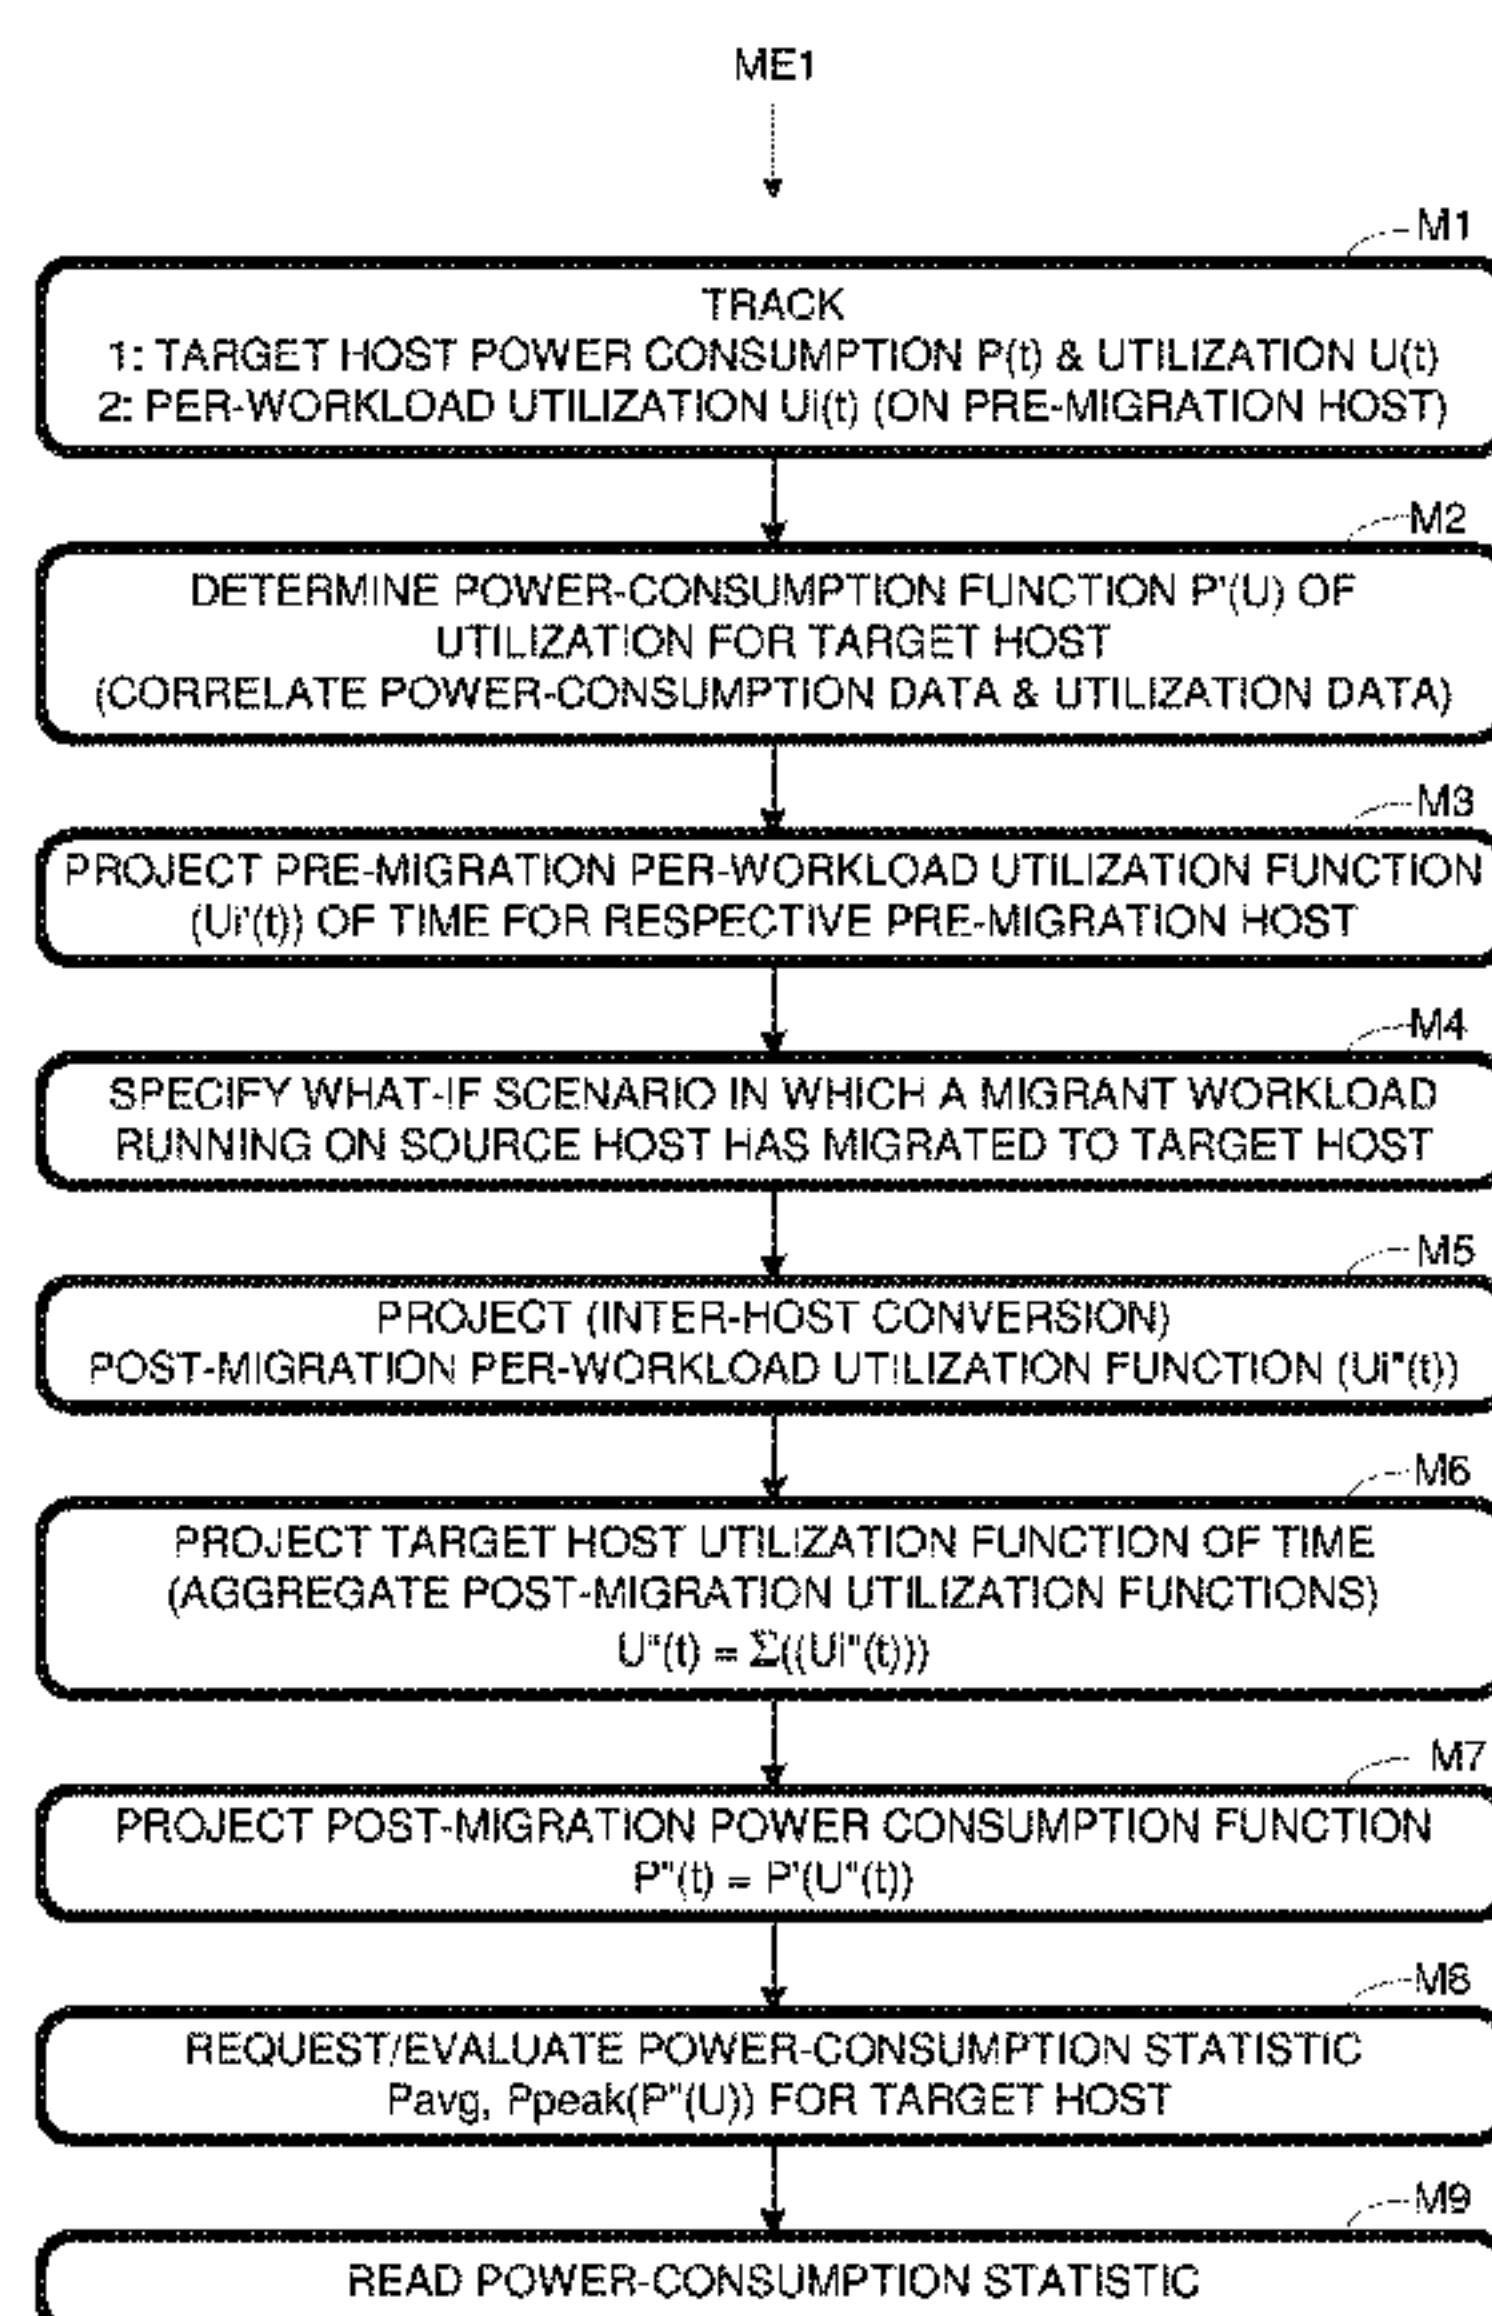 ME1
M1
TRACK
1: TARGET HOST POWER CONSUMPTION P(t) & UTILIZATION U(t)
2: PER-WORKLOAD UTILIZATION Ui(t) (ON PRE-MIGRATION HOST)
M2
DETERMINE POWER-CONSUMPTION FUNCTION P'(U) OF
UTILIZATION FOR TARGET HOST
(CORRELATE POWER-CONSUMPTION DATA & UTILIZATION DATA)
M3
PROJECT PRE-MIGRATION PER-WORKLOAD UTILIZATION FUNCTION
(Ui'(t)) OF TIME FOR RESPECTIVE PRE-MIGRATION HOST
M4
SPECIFY WHAT-IF SCENARIO IN WHICH A MIGRANT WORKLOAD
RUNNING ON SOURCE HOST HAS MIGRATED TO TARGET HOST
M5
PROJECT (INTER-HOST CONVERSION)
POST-MIGRATION PER-WORKLOAD UTILIZATION FUNCTION (Ui"(t))
M6
PROJECT TARGET HOST UTILIZATION FUNCTION OF TIME
(AGGREGATE POST-MIGRATION UTILIZATION FUNCTIONS)
U"(t) = Σ((Ui"(t)))
M7
PROJECT POST-MIGRATION POWER CONSUMPTION FUNCTION
P"(t) = P'(U"(t))
M8
REQUEST/EVALUATE POWER-CONSUMPTION STATISTIC
Pavg, Ppeak(P"(U)) FOR TARGET HOST
M9
READ POWER-CONSUMPTION STATISTIC